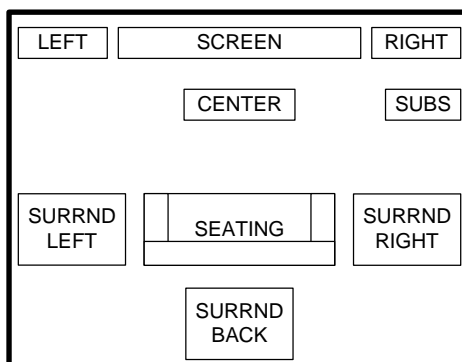 LEFT
SCREEN
RIGHT
CENTER
SUBS
SURRND
LEFT
SEATING
SURRND
RIGHT
SURRND
BACK